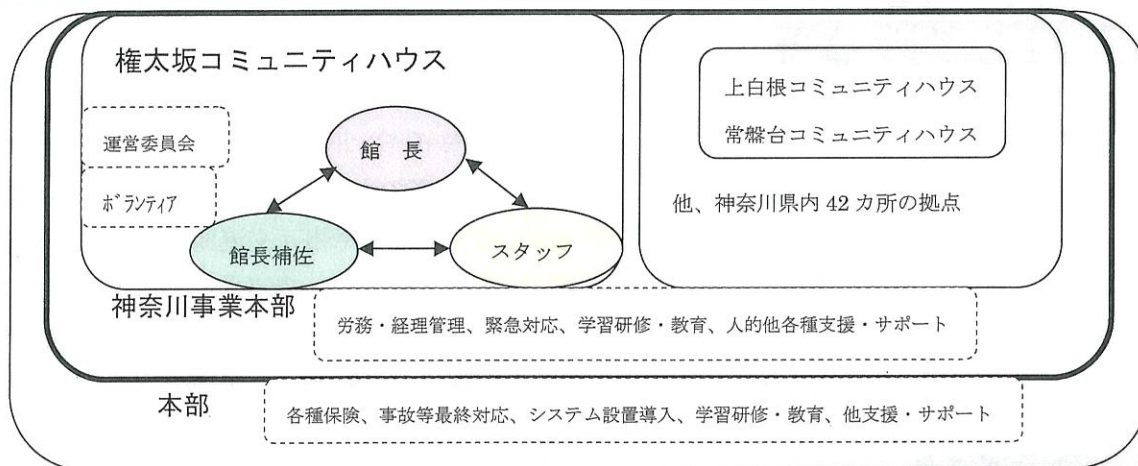 権太坂コミュニティハウス
運営委員会
ボランティア
館 長
館長補佐
スタッフ
上白根コミュニティハウス
常盤台コミュニティハウス
他、神奈川県内 42 カ所の拠点
神奈川事業本部
労務・経理管理、緊急対応、学習研修・教育、人的他各種支援・サポート
本部
各種保険、事故等最終対応、システム設置導入、学習研修・教育、他支援・サポート